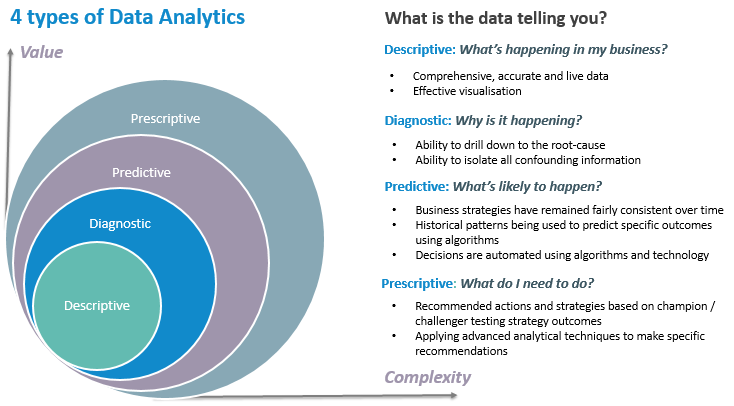 4 types of Data Analytics
Value
Prescriptive
Predictive
Diagnostic
Descriptive
What is the data telling you?
Descriptive: What’s happening in my business?
• Comprehensive, accurate and live data
• Effective visualisation
Diagnostic: Why is it happening?
• Ability to drill down to the root-cause
• Ability to isolate all confounding information
Predictive: What’s likely to happen?
• Business strategies have remained fairly consistent over time
• Historical patterns being used to predict specific outcomes
using algorithms
• Decisions are automated using algorithms and technology
Prescriptive: What do I need to do?
• Recommended actions and strategies based on champion /
challenger testing strategy outcomes
• Applying advanced analytical techniques to make specific
recommendations
Complexity